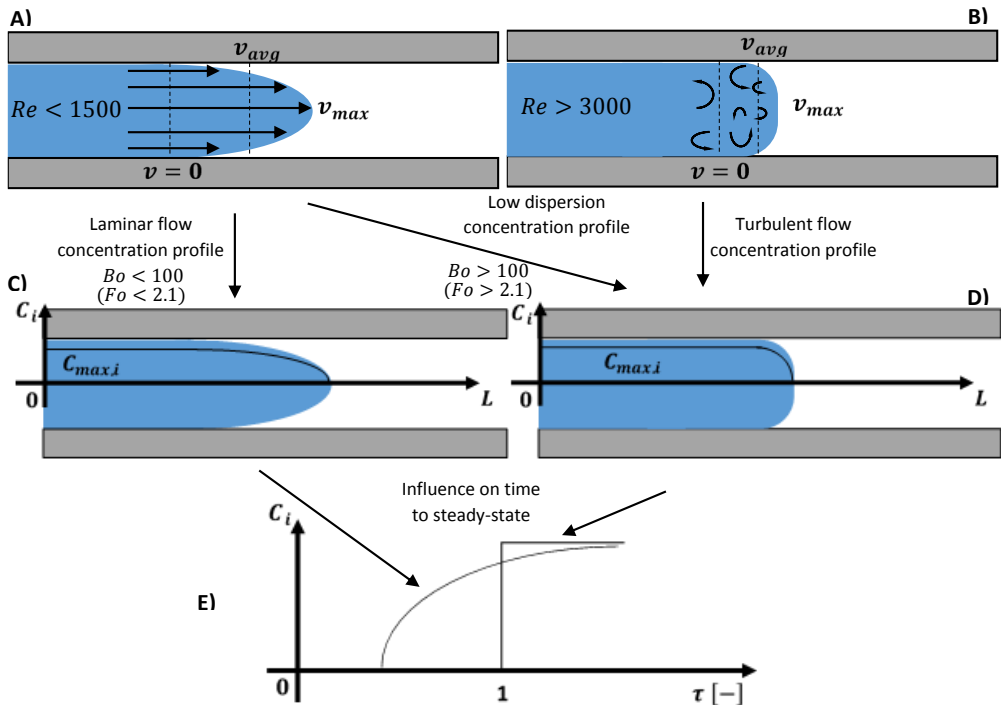 A)
B)
v_avg
v_avg
Re < 1500
v_max
Re > 3000
v_max
v = 0
v = 0
Laminar flow
concentration profile
Bo < 100
(Fo < 2.1)
Low dispersion
concentration profile
Bo > 100
(Fo > 2.1)
Turbulent flow
concentration profile
C)
D)
C_i
C_i
C_max,i
C_max,i
0
L
0
L
Influence on time
to steady-state
C_i
E)
0
1
τ [−]